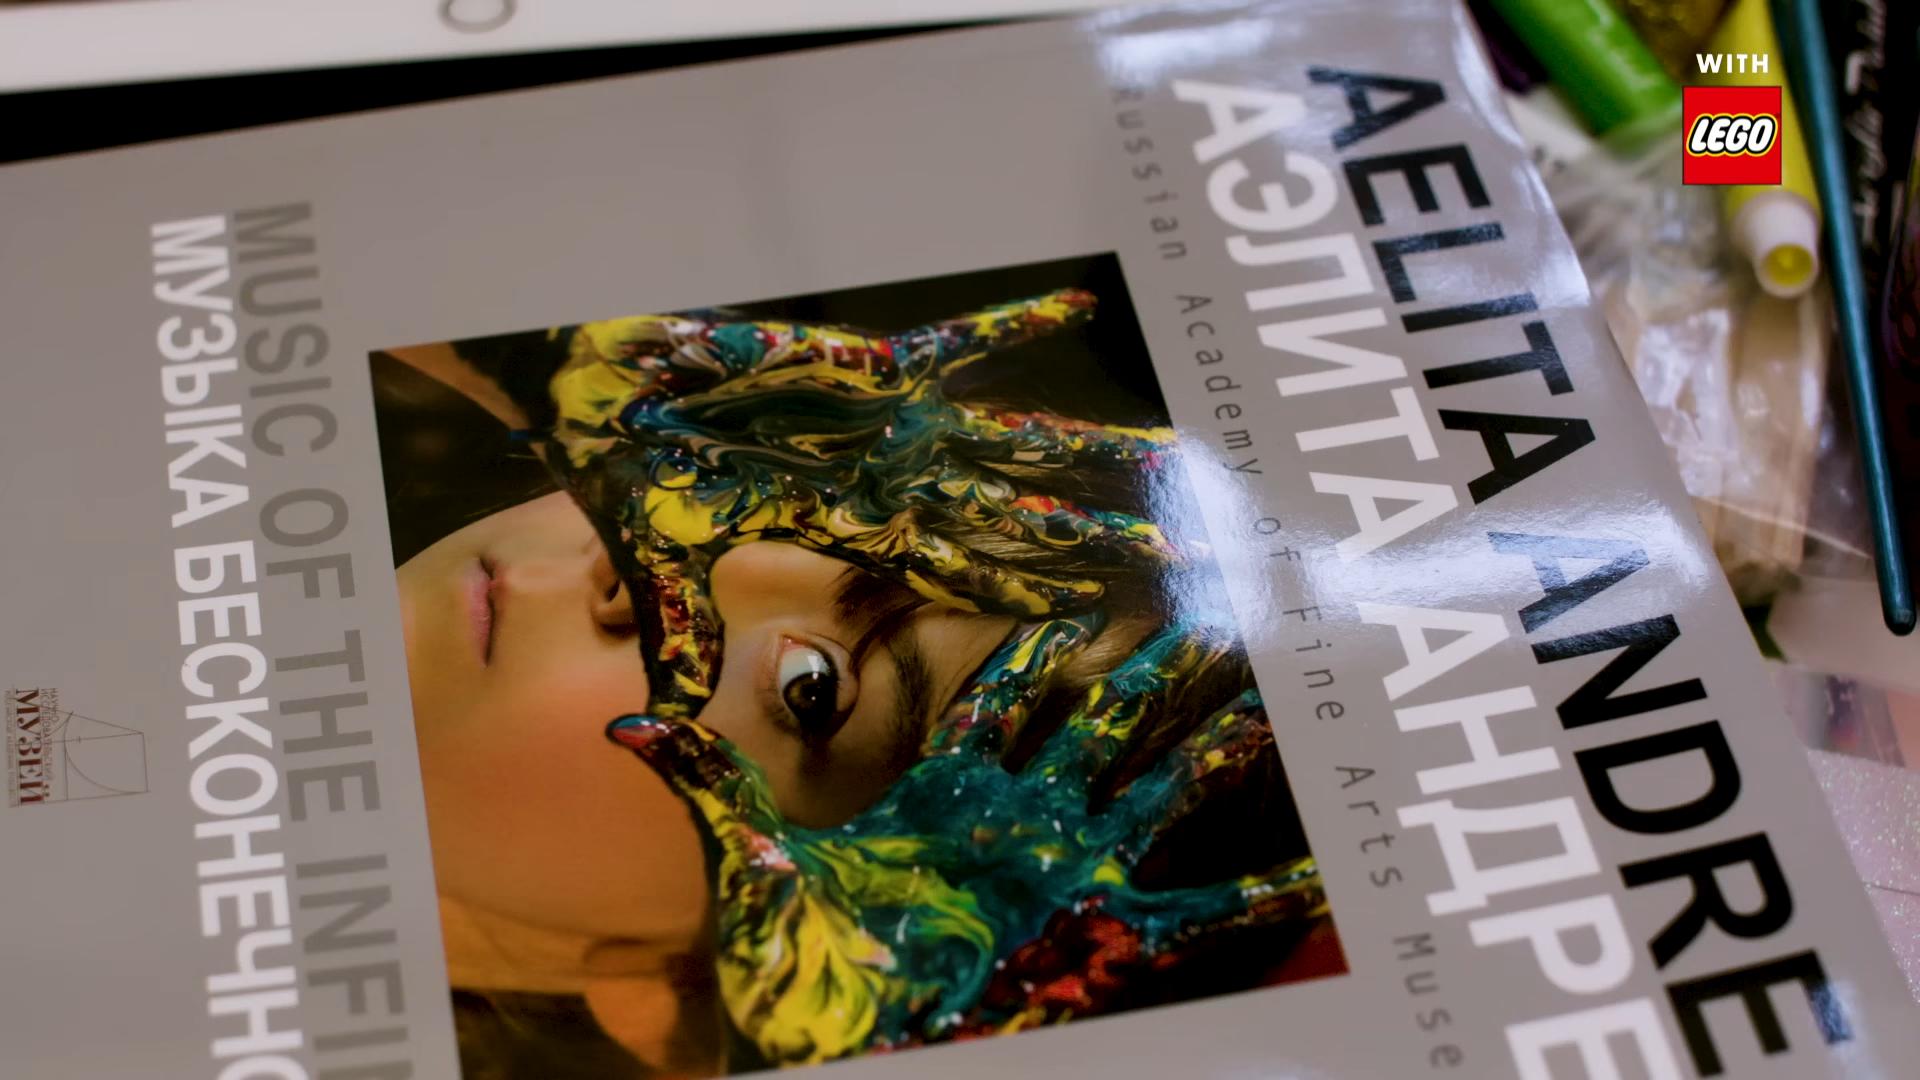 WITH
LEGO
AELITA ANDRE
АЭЛИТА АНДРЕ
Russian Academy of Fine Arts Muse
MUSIC OF THE INFI
МУЗЫКА БЕСКОНЕЧНО
МУЗЕЙ